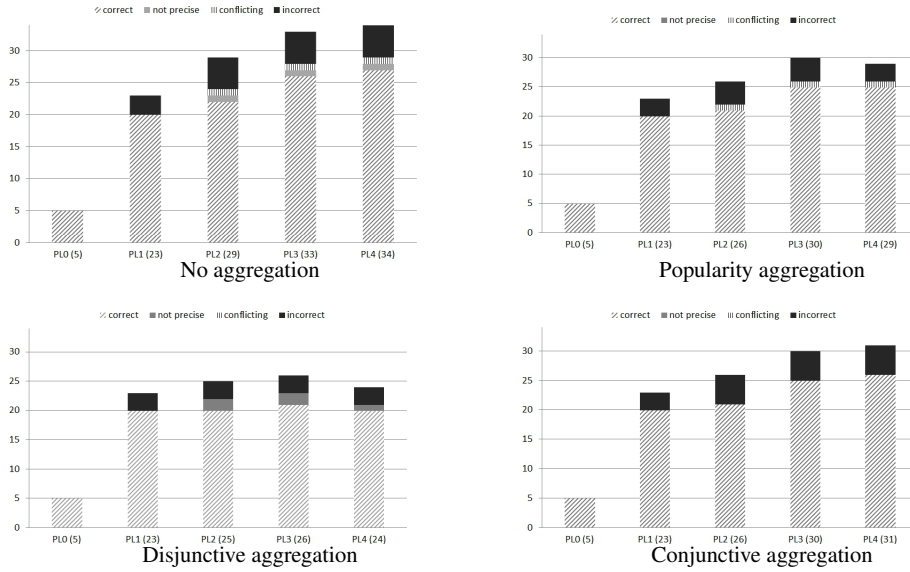 correct not precise conflicting incorrect
30
25
20
15
10
5
0
PL0 (5) PL1 (23) PL2 (29) PL3 (33) PL4 (34)
No aggregation
correct not precise conflicting incorrect
30
25
20
15
10
5
0
PL0 (5) PL1 (23) PL2 (26) PL3 (30) PL4 (29)
Popularity aggregation
correct not precise conflicting incorrect
30
25
20
15
10
5
0
PL0 (5) PL1 (23) PL2 (25) PL3 (26) PL4 (24)
Disjunctive aggregation
correct not precise conflicting incorrect
30
25
20
15
10
5
0
PL0 (5) PL1 (23) PL2 (26) PL3 (30) PL4 (31)
Conjunctive aggregation